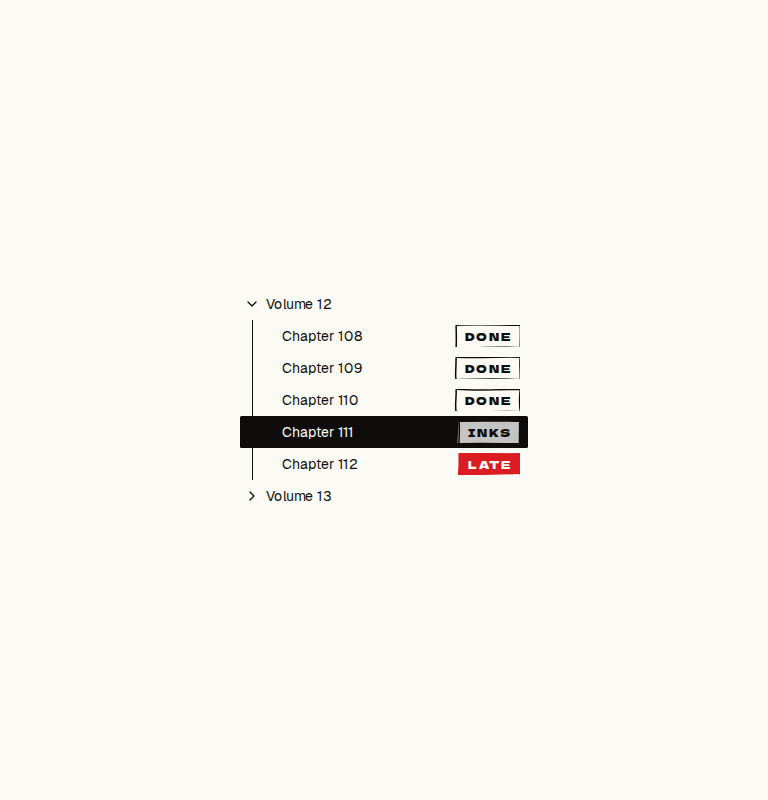 Volume 12
Chapter 108 DONE
Chapter 109 DONE
Chapter 110 DONE
Chapter 111 INKS
Chapter 112 LATE
Volume 13